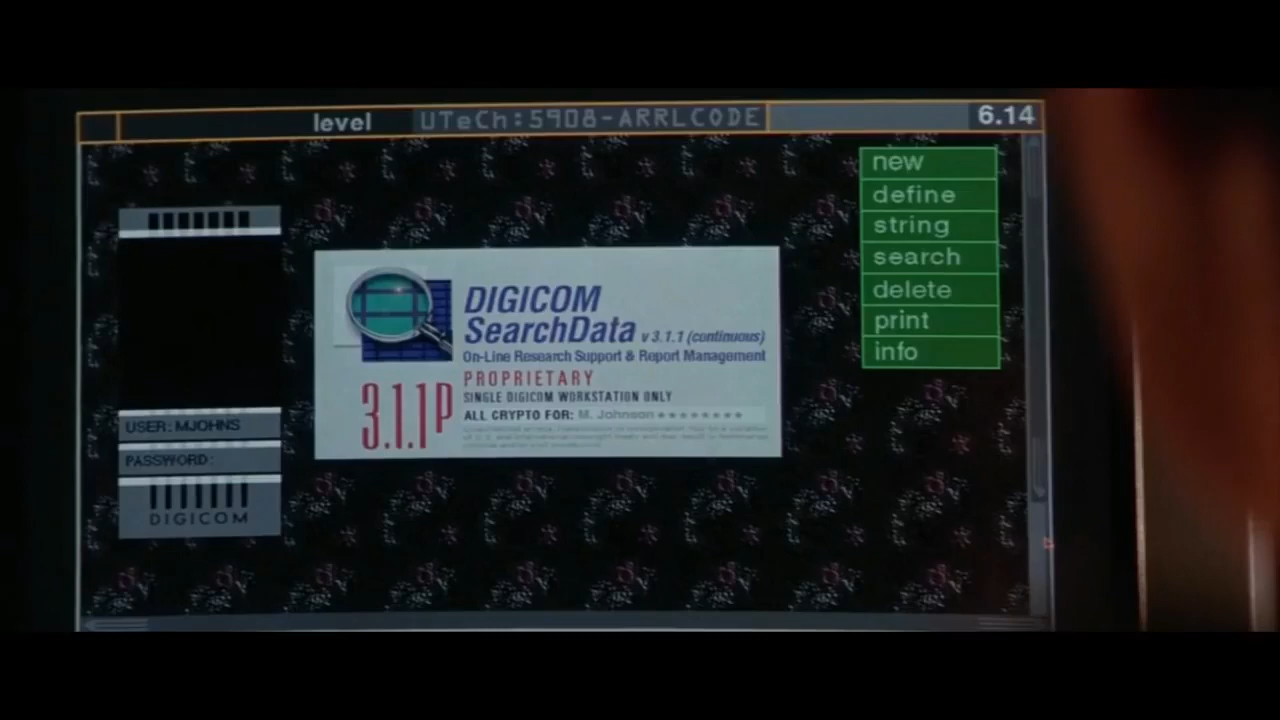 level UTeCh:5908-ARRLCODE 6.14
new
define
string
search
delete
print
info
DIGICOM
SearchData v 3.1.1 (continuous)
On-Line Research Support & Report Management
3.1.1P
PROPRIETARY
SINGLE DIGICOM WORKSTATION ONLY
ALL CRYPTO FOR: M. Johnson ********
USER: MJOHNS
PASSWORD:
DIGICOM